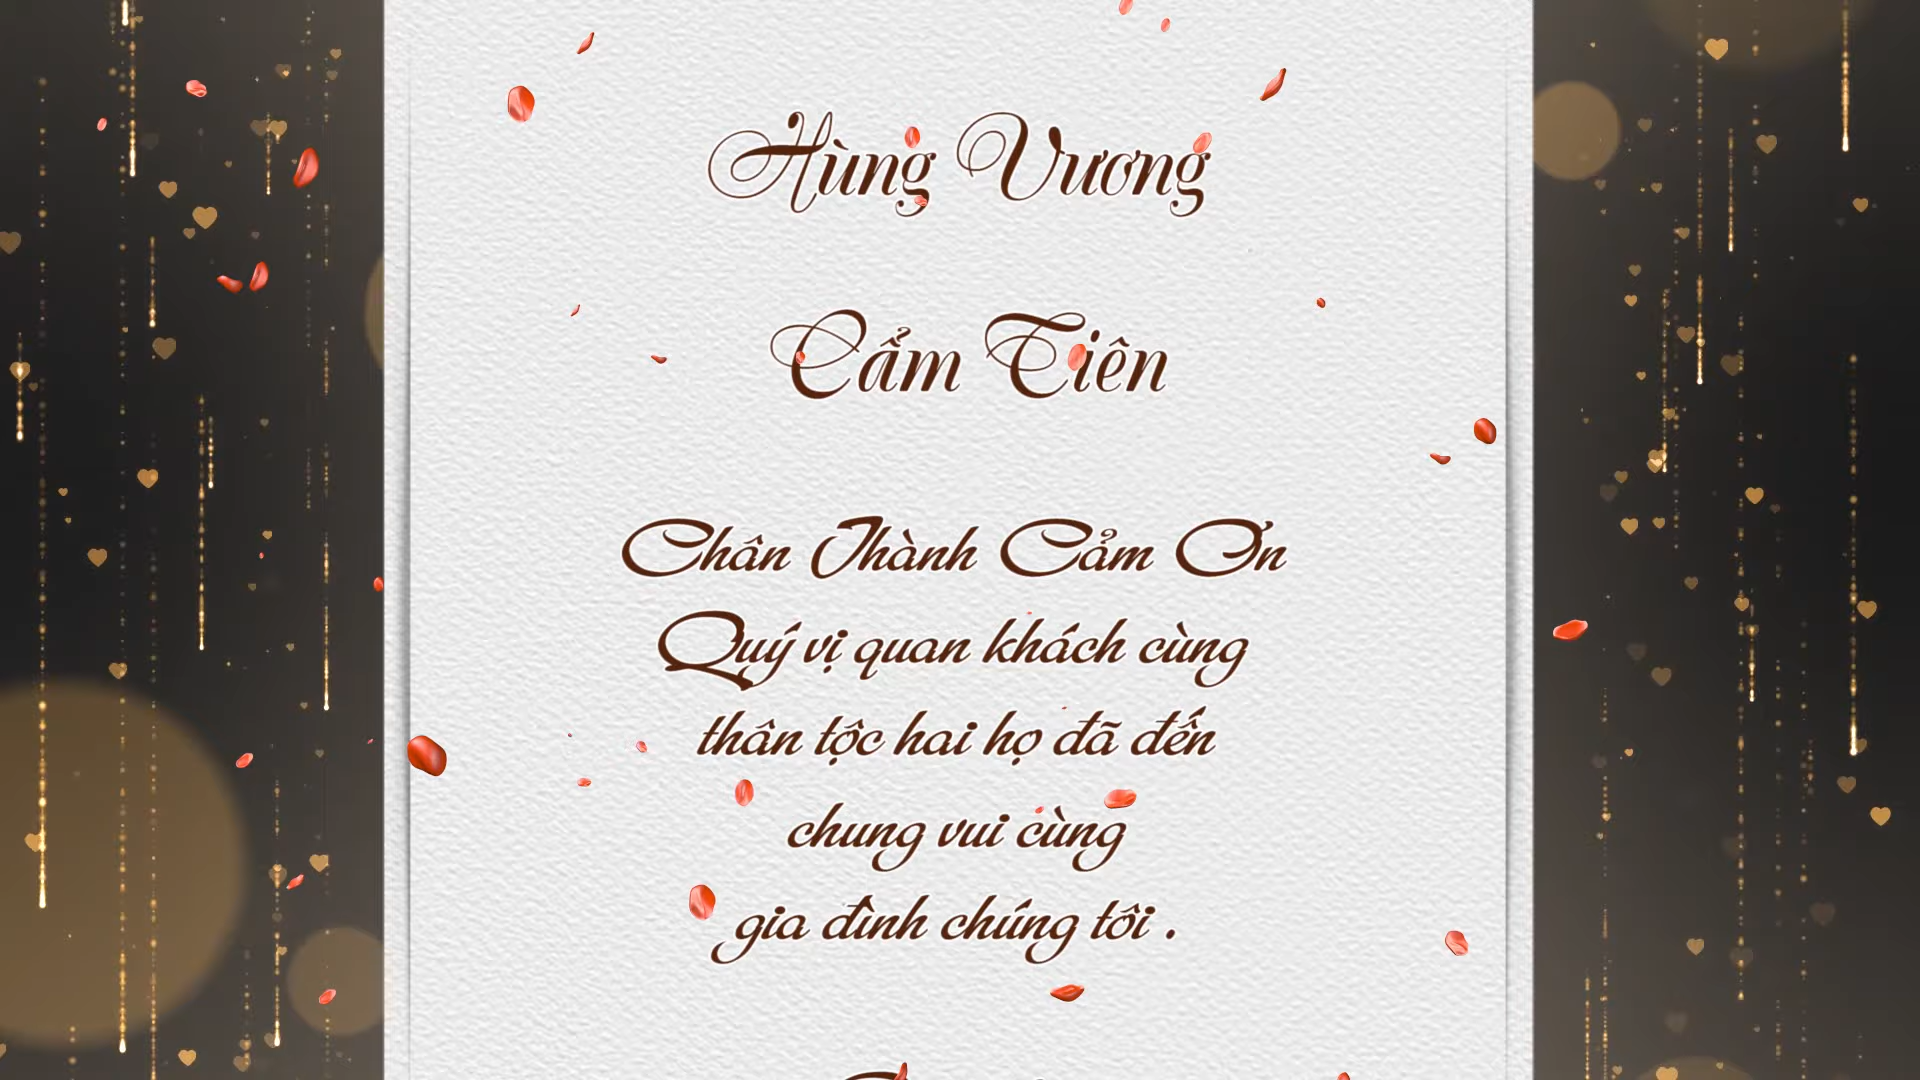 Hùng Vương
Cẩm Tiên
Chân Thành Cảm Ơn
Quý vị quan khách cùng
thân tộc hai họ đã đến
chung vui cùng
gia đình chúng tôi .